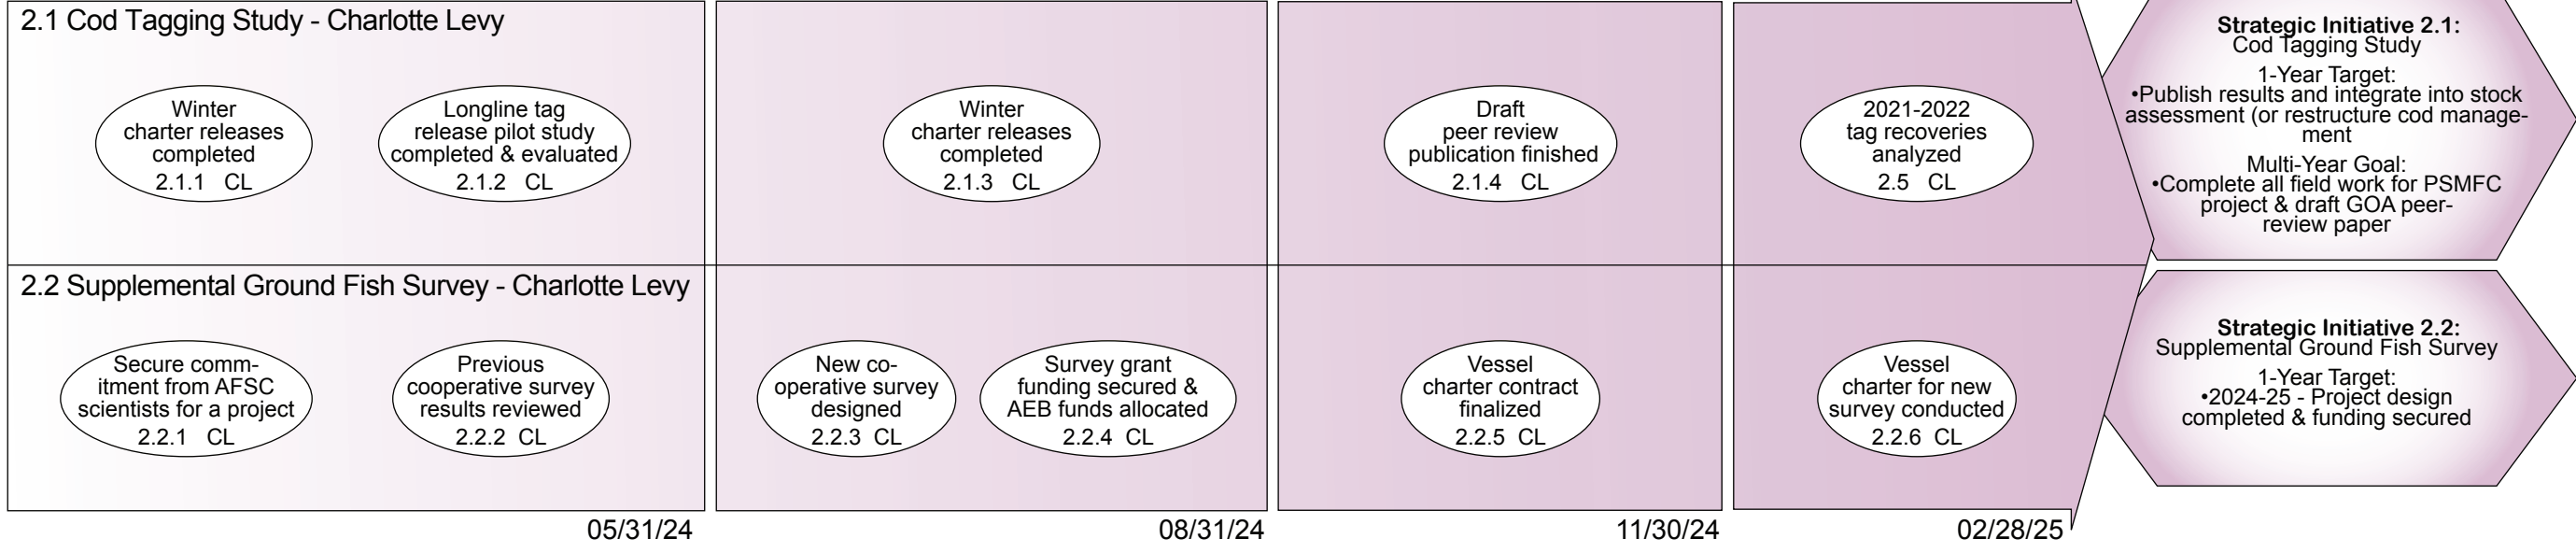 2.1 Cod Tagging Study - Charlotte Levy
Winter
charter releases
completed
2.1.1 CL
Longline tag
release pilot study
completed & evaluated
2.1.2 CL
Winter
charter releases
completed
2.1.3 CL
Draft
peer review
publication finished
2.1.4 CL
2021-2022
tag recoveries
analyzed
2.5 CL
Strategic Initiative 2.1:
Cod Tagging Study
1-Year Target:
•Publish results and integrate into stock
assessment (or restructure cod manage-
ment
Multi-Year Goal:
•Complete all field work for PSMFC
project & draft GOA peer-
review paper
2.2 Supplemental Ground Fish Survey - Charlotte Levy
Secure comm-
itment from AFSC
scientists for a project
2.2.1 CL
Previous
cooperative survey
results reviewed
2.2.2 CL
New co-
operative survey
designed
2.2.3 CL
Survey grant
funding secured &
AEB funds allocated
2.2.4 CL
Vessel
charter contract
finalized
2.2.5 CL
Vessel
charter for new
survey conducted
2.2.6 CL
Strategic Initiative 2.2:
Supplemental Ground Fish Survey
1-Year Target:
•2024-25 - Project design
completed & funding secured
05/31/24
08/31/24
11/30/24
02/28/25